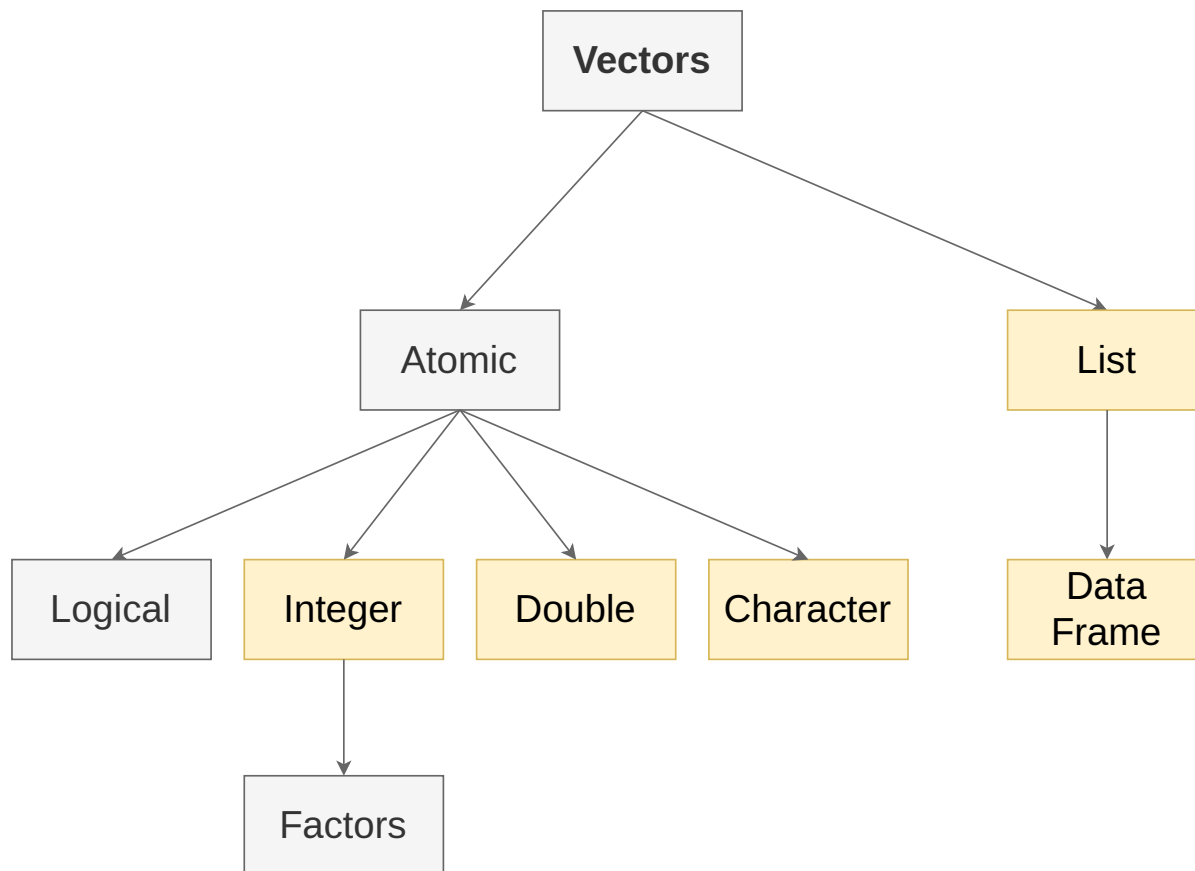 Vectors
Atomic
List
Logical
Integer
Double
Character
Data
Frame
Factors